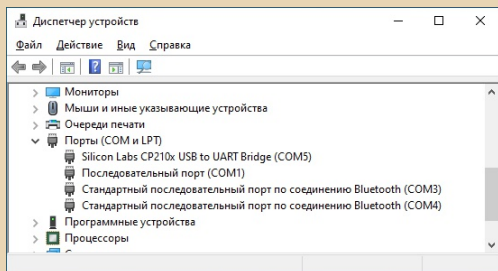 Диспетчер устройств
Файл Действие Вид Справка
Мониторы
Мыши и иные указывающие устройства
Очереди печати
Порты (COM и LPT)
Silicon Labs CP210x USB to UART Bridge (COM5)
Последовательный порт (COM1)
Стандартный последовательный порт по соединению Bluetooth (COM3)
Стандартный последовательный порт по соединению Bluetooth (COM4)
Программные устройства
Процессоры